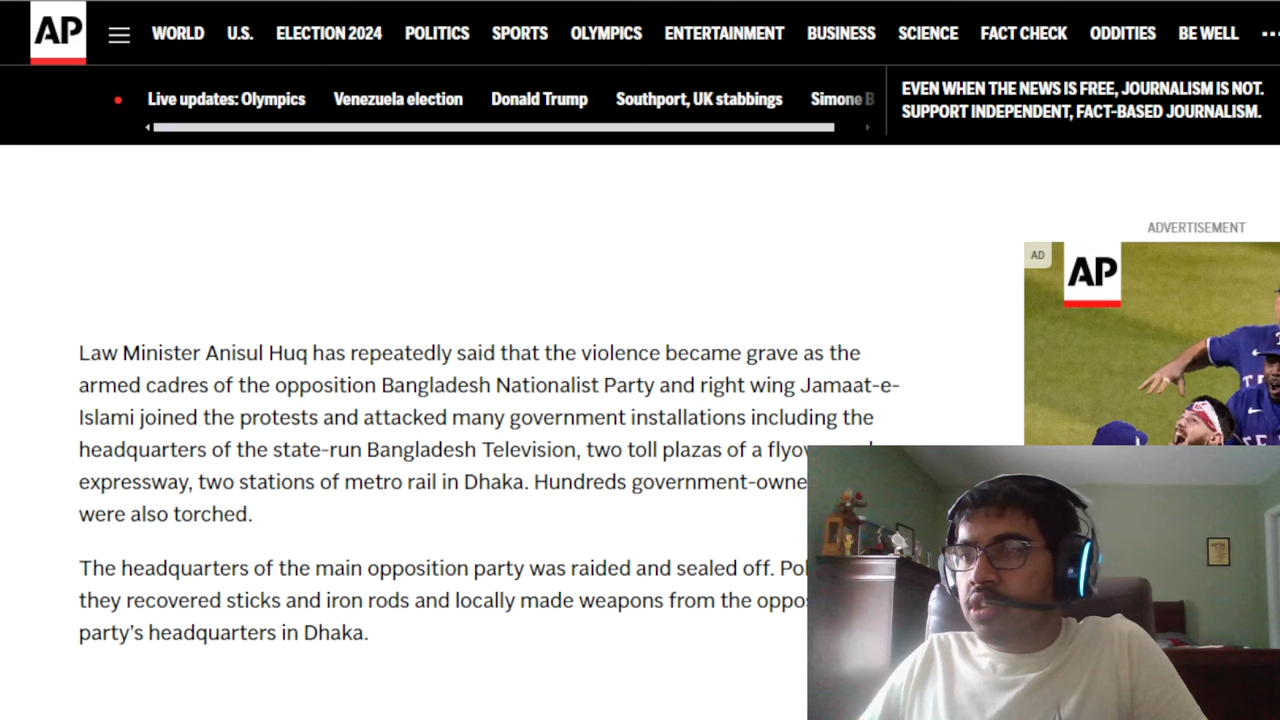 AP
WORLD U.S. ELECTION 2024 POLITICS SPORTS OLYMPICS ENTERTAINMENT BUSINESS SCIENCE FACT CHECK ODDITIES BE WELL
Live updates: Olympics Venezuela election Donald Trump Southport, UK stabbings Simone B
EVEN WHEN THE NEWS IS FREE, JOURNALISM IS NOT.
SUPPORT INDEPENDENT, FACT-BASED JOURNALISM.
ADVERTISEMENT
AD
AP
Law Minister Anisul Huq has repeatedly said that the violence became grave as the
armed cadres of the opposition Bangladesh Nationalist Party and right wing Jamaat-e-
Islami joined the protests and attacked many government installations including the
headquarters of the state-run Bangladesh Television, two toll plazas of a
expressway, two stations of metro rail in Dhaka. Hundreds
were also torched.
The headquarters of the main opposition party was raided and sealed off.
they recovered sticks and iron rods and locally made weapons from the
party’s headquarters in Dhaka.